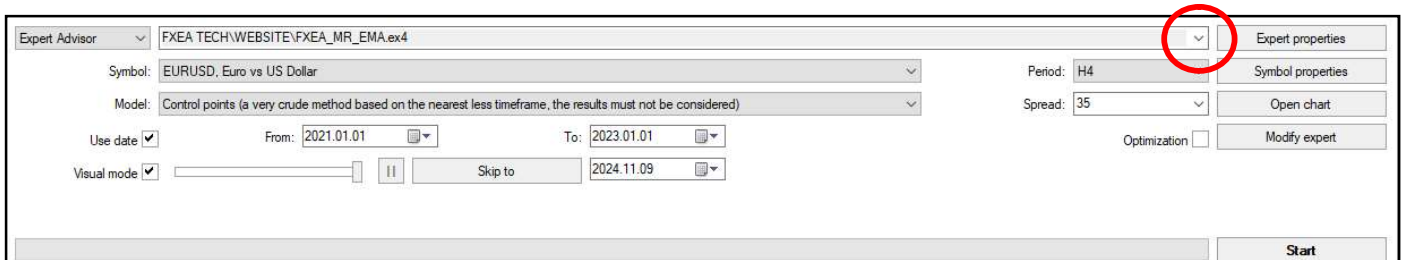 Expert Advisor FXEA TECH\WEBSITE\FXEA_MR_EMA.ex4 Expert properties
Symbol: EURUSD, Euro vs US Dollar Period: H4 Symbol properties
Model: Control points (a very crude method based on the nearest less timeframe, the results must not be considered) Spread: 35 Open chart
Use date From: 2021.01.01 To: 2023.01.01 Optimization Modify expert
Visual mode Skip to 2024.11.09
Start